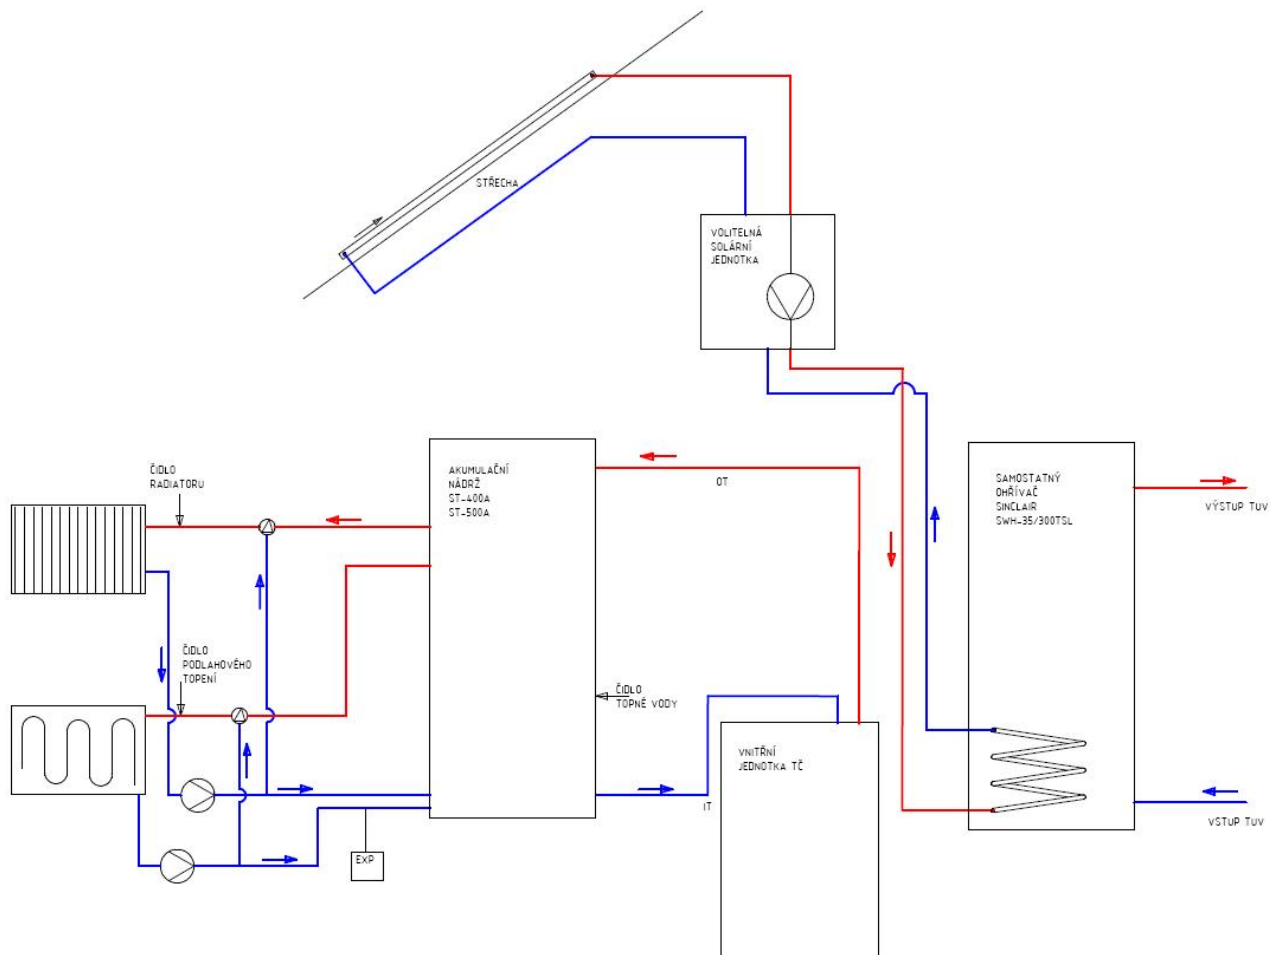 STŘECHA
VOLITELNÁ
SOLÁRNÍ
JEDNOTKA
ČIDLO
RADIATORU
AKUMULAČNÍ
NÁDRŽ
ST-400A
ST-500A
OT
SAMOSTATNÝ
OHŘÍVAČ
SINCLAIR
SWH-35/300TSL
VÝSTUP TUV
ČIDLO
PODLAHOVÉHO
TOPENÍ
ČIDLO
TOPNÉ VODY
VNITŘNÍ
JEDNOTKA TČ
IT
VSTUP TUV
EXP